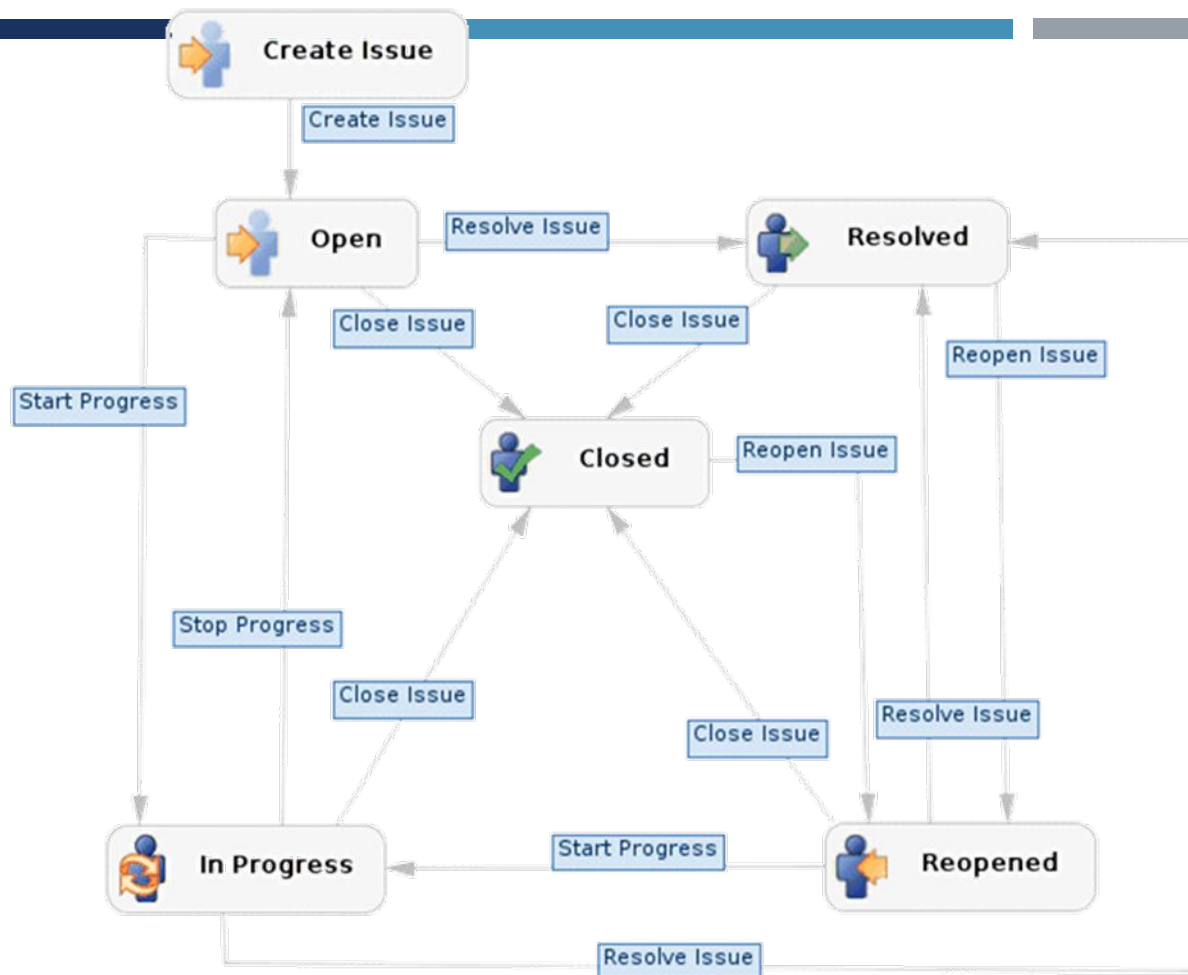 Create Issue
Create Issue
Open
Resolve Issue
Resolved
Close Issue
Close Issue
Reopen Issue
Start Progress
Closed
Reopen Issue
Stop Progress
Close Issue
Close Issue
Resolve Issue
In Progress
Start Progress
Reopened
Resolve Issue